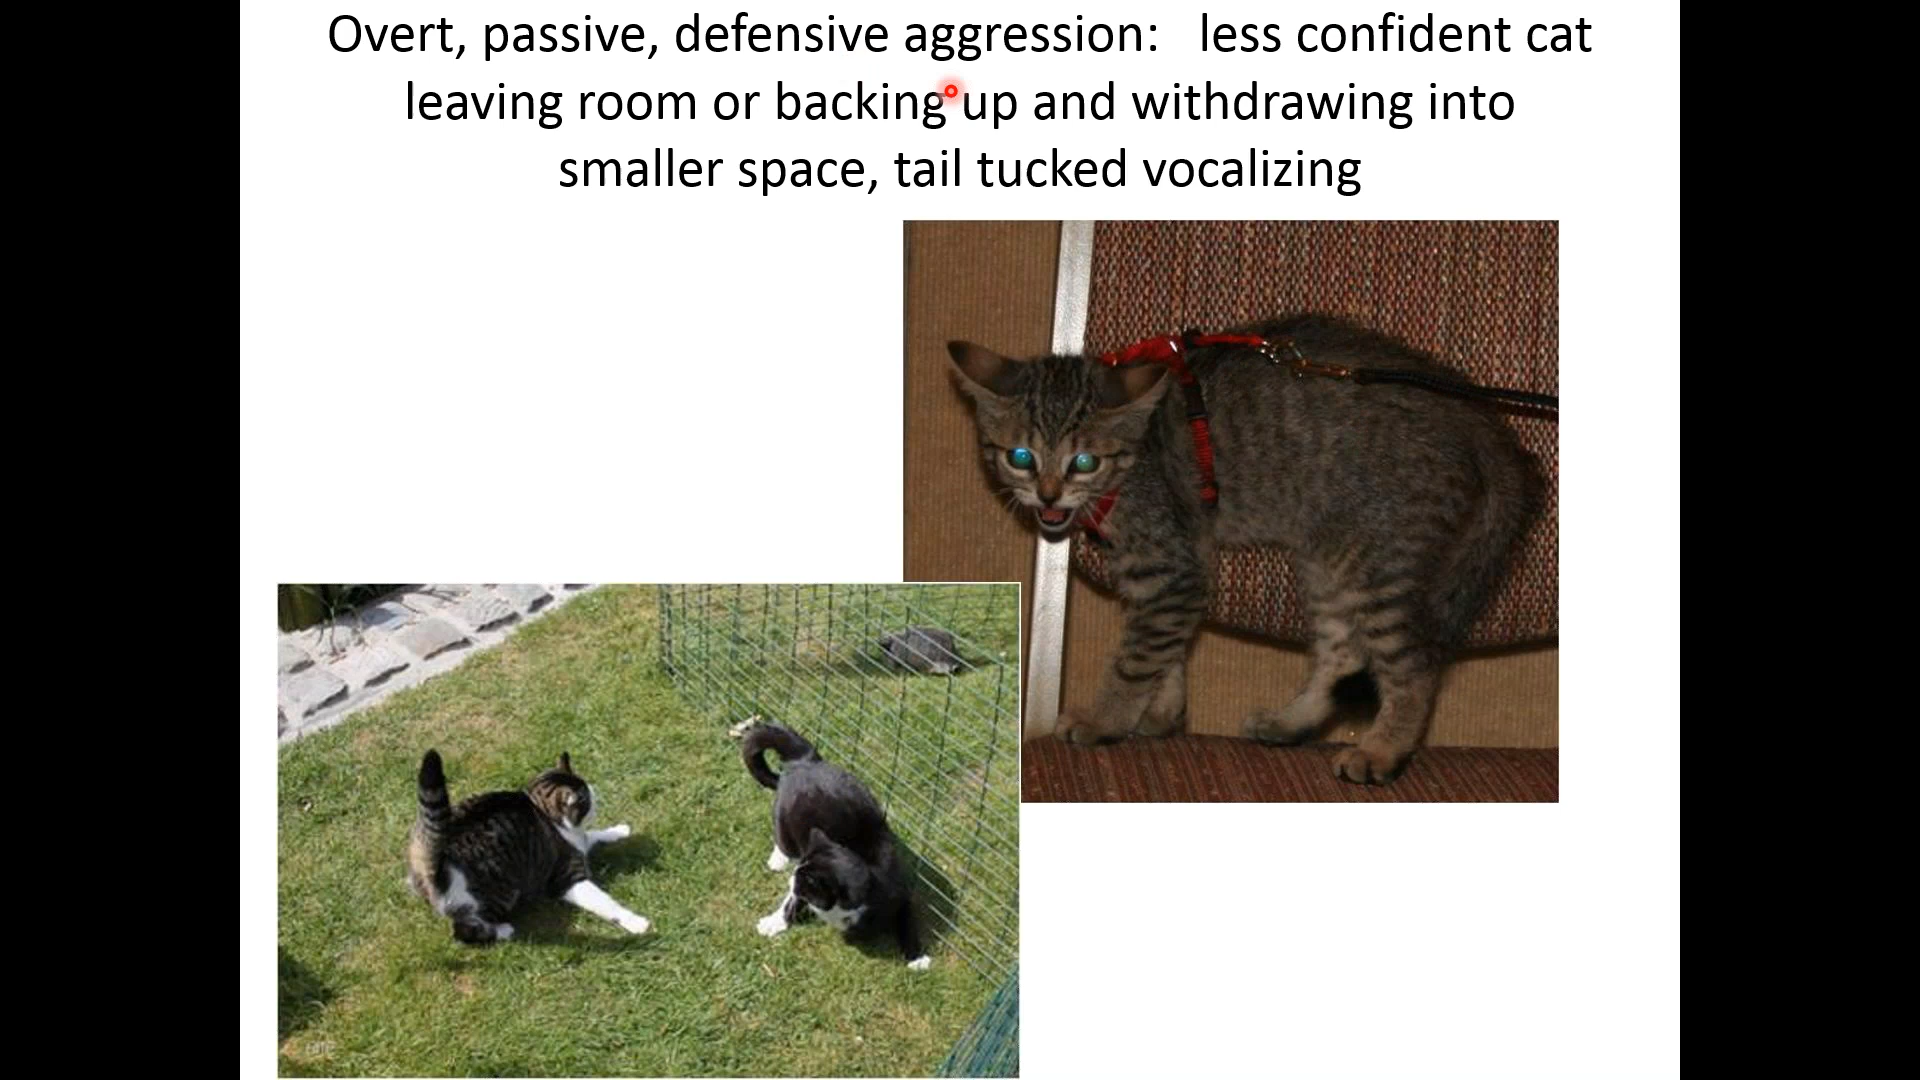 Overt, passive, defensive aggression:   less confident cat
leaving room or backing up and withdrawing into
smaller space, tail tucked vocalizing